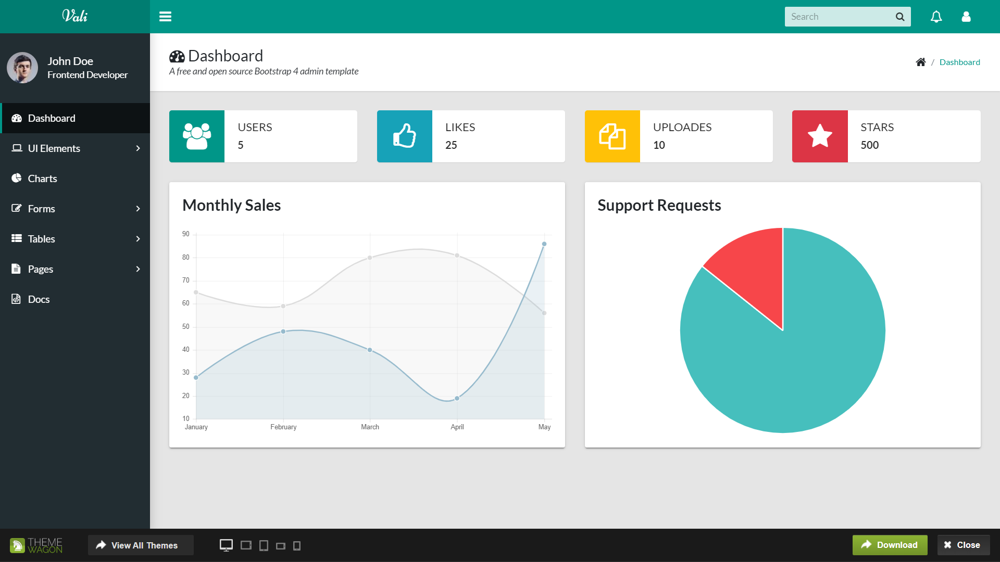 Vali
Search
John Doe
Frontend Developer
Dashboard
UI Elements
Charts
Forms
Tables
Pages
Docs
Dashboard
A free and open source Bootstrap 4 admin template
/ Dashboard
USERS
5
LIKES
25
UPLOADES
10
STARS
500
Monthly Sales
90
80
70
60
50
40
30
20
10
January February March April May
Support Requests
THEME
WAGON
View All Themes
Download
Close